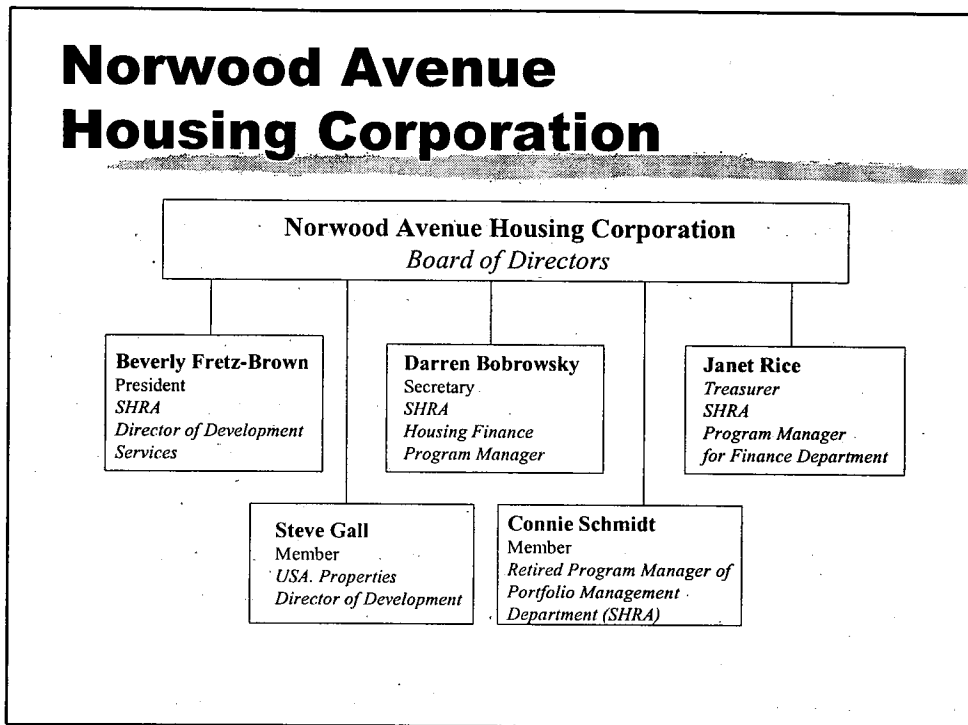 Norwood Avenue
Housing Corporation
Norwood Avenue Housing Corporation
Board of Directors
Beverly Fretz-Brown
President
SHRA
Director of Development
Services
Darren Bobrowsky
Secretary
SHRA
Housing Finance
Program Manager
Janet Rice
Treasurer
SHRA
Program Manager
for Finance Department
Steve Gall
Member
USA. Properties
Director of Development
Connie Schmidt
Member
Retired Program Manager of
Portfolio Management
Department (SHRA)